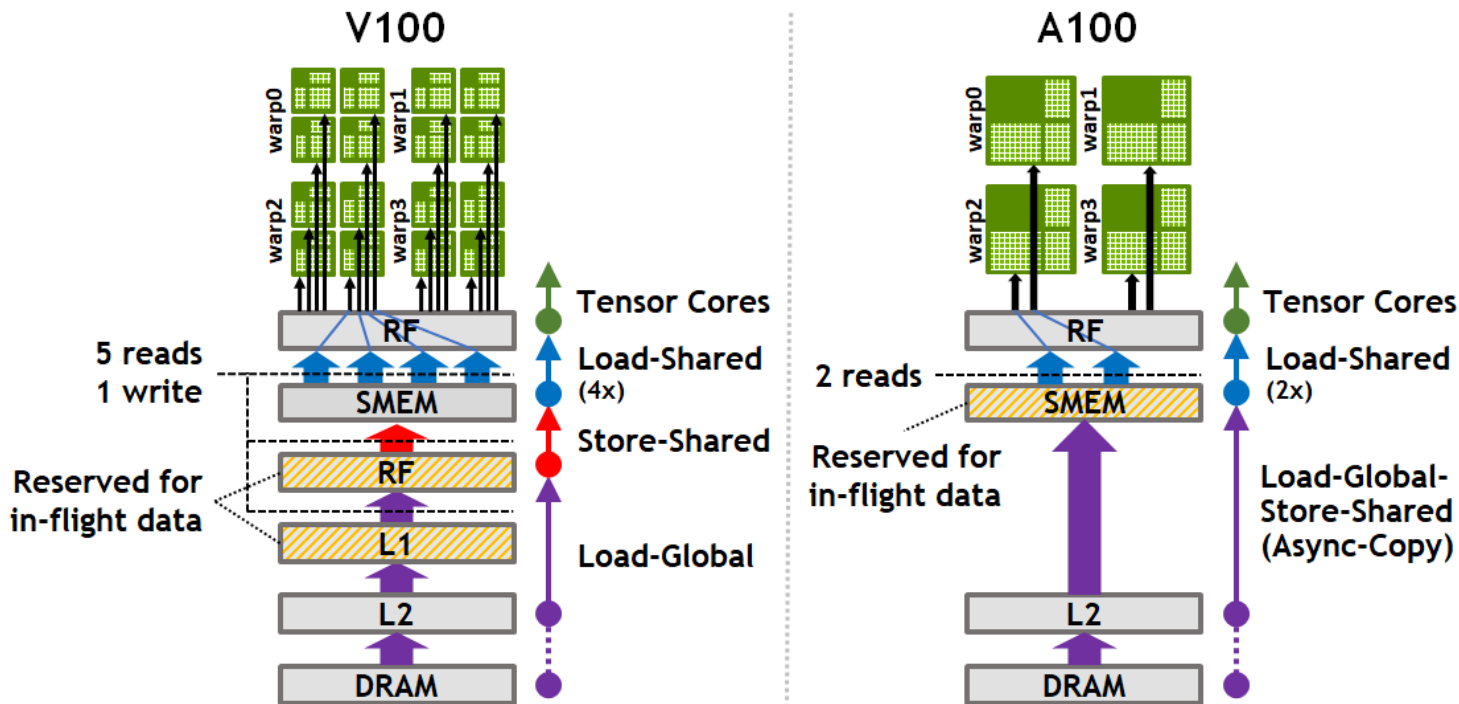 V100
warp0
warp1
warp2
warp3
RF
Tensor Cores
5 reads
1 write
Load-Shared
(4x)
SMEM
Store-Shared
RF
Reserved for
in-flight data
L1
Load-Global
L2
DRAM
A100
warp0
warp1
warp2
warp3
RF
Tensor Cores
2 reads
Load-Shared
(2x)
SMEM
Reserved for
in-flight data
Load-Global-
Store-Shared
(Async-Copy)
L2
DRAM